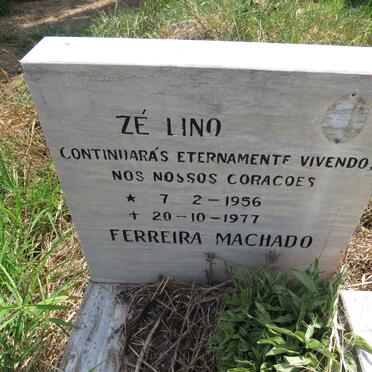 ZÉ LINO
CONTINUARÁS ETERNAMENTE VIVENDO,
NOS NOSSOS CORACOES
★ 7 2-1956
✝ 20-10-1977
FERREIRA MACHADO